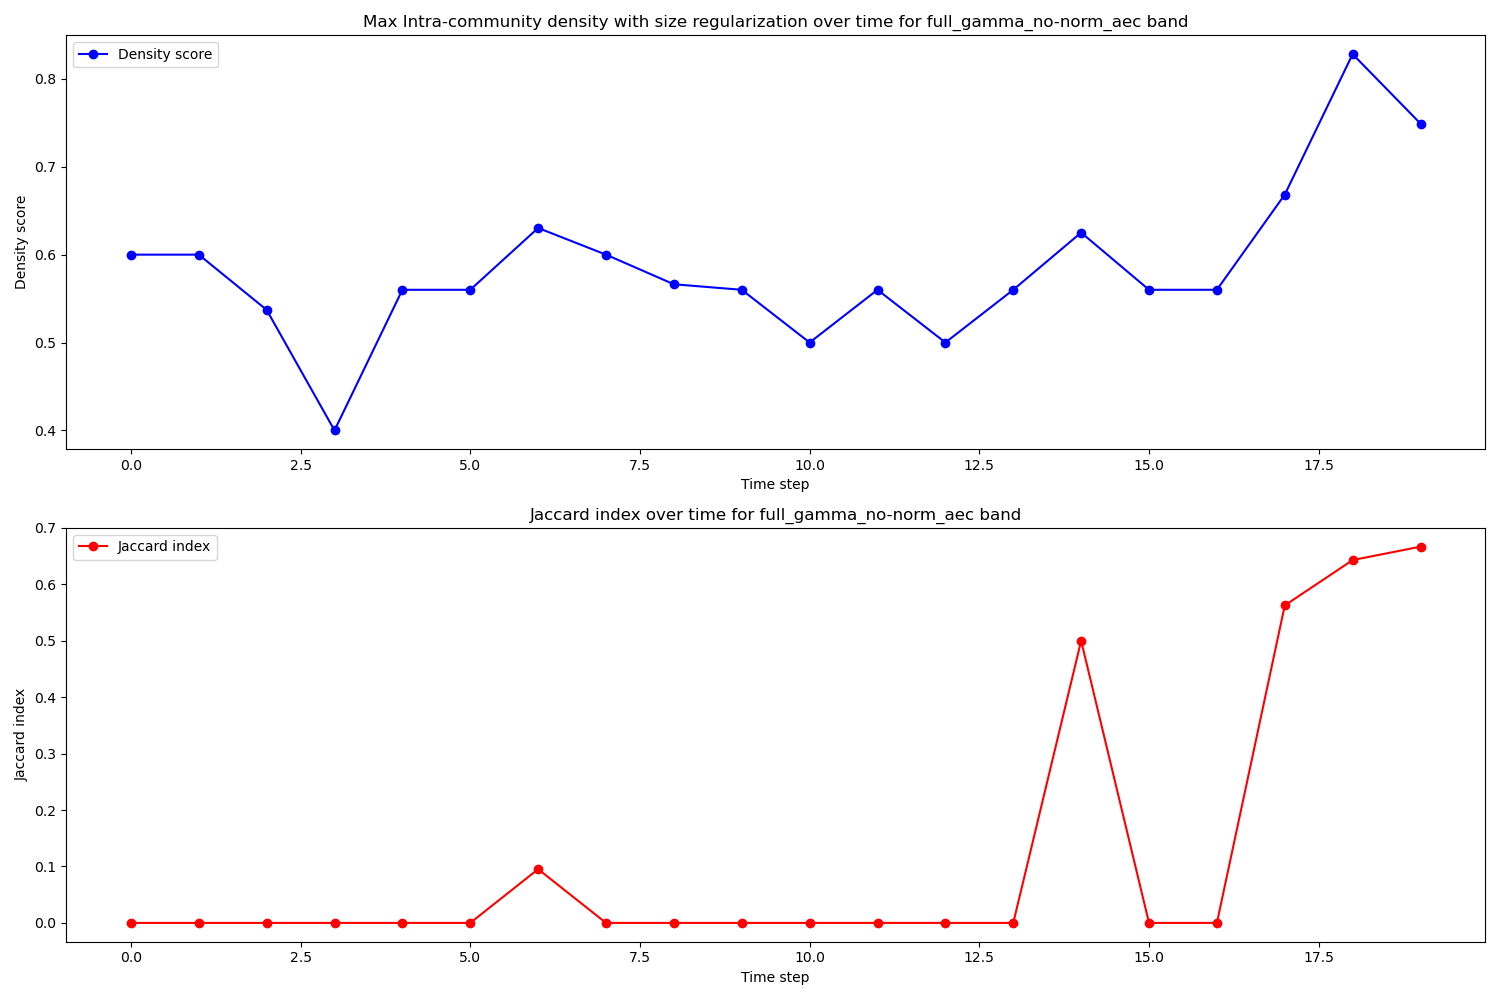 Max Intra-community density with size regularization over time for full_gamma_no-norm_aec band
Density score
0.8
0.7
0.6
0.5
0.4
Density score
0.0 2.5 5.0 7.5 10.0 12.5 15.0 17.5
Time step
Jaccard index over time for full_gamma_no-norm_aec band
Jaccard index
0.7
0.6
0.5
0.4
0.3
0.2
0.1
0.0
Jaccard index
0.0 2.5 5.0 7.5 10.0 12.5 15.0 17.5
Time step